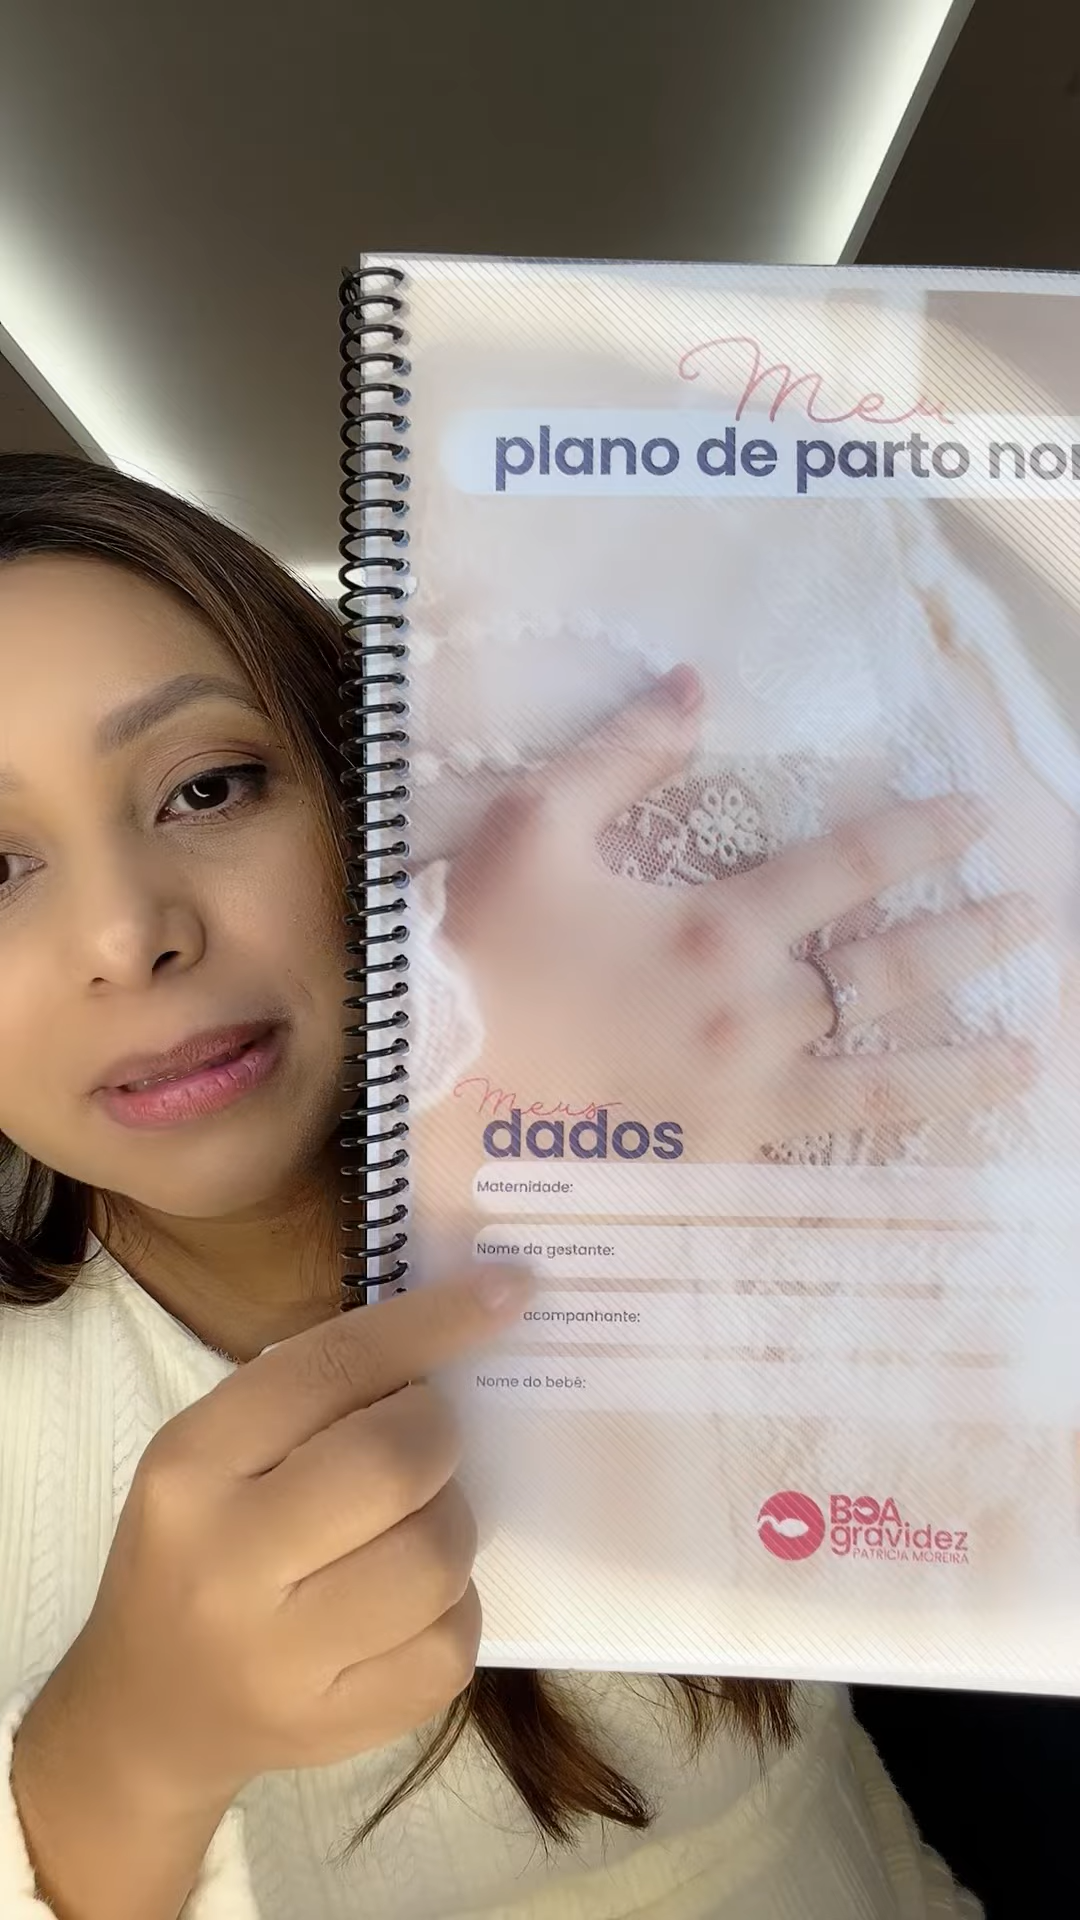 Meu
plano de parto nor
Meus
dados
Maternidade:
Nome da gestante:
acompanhante:
Nome do bebê:
BOA
gravidez
PATRICIA MOREIRA